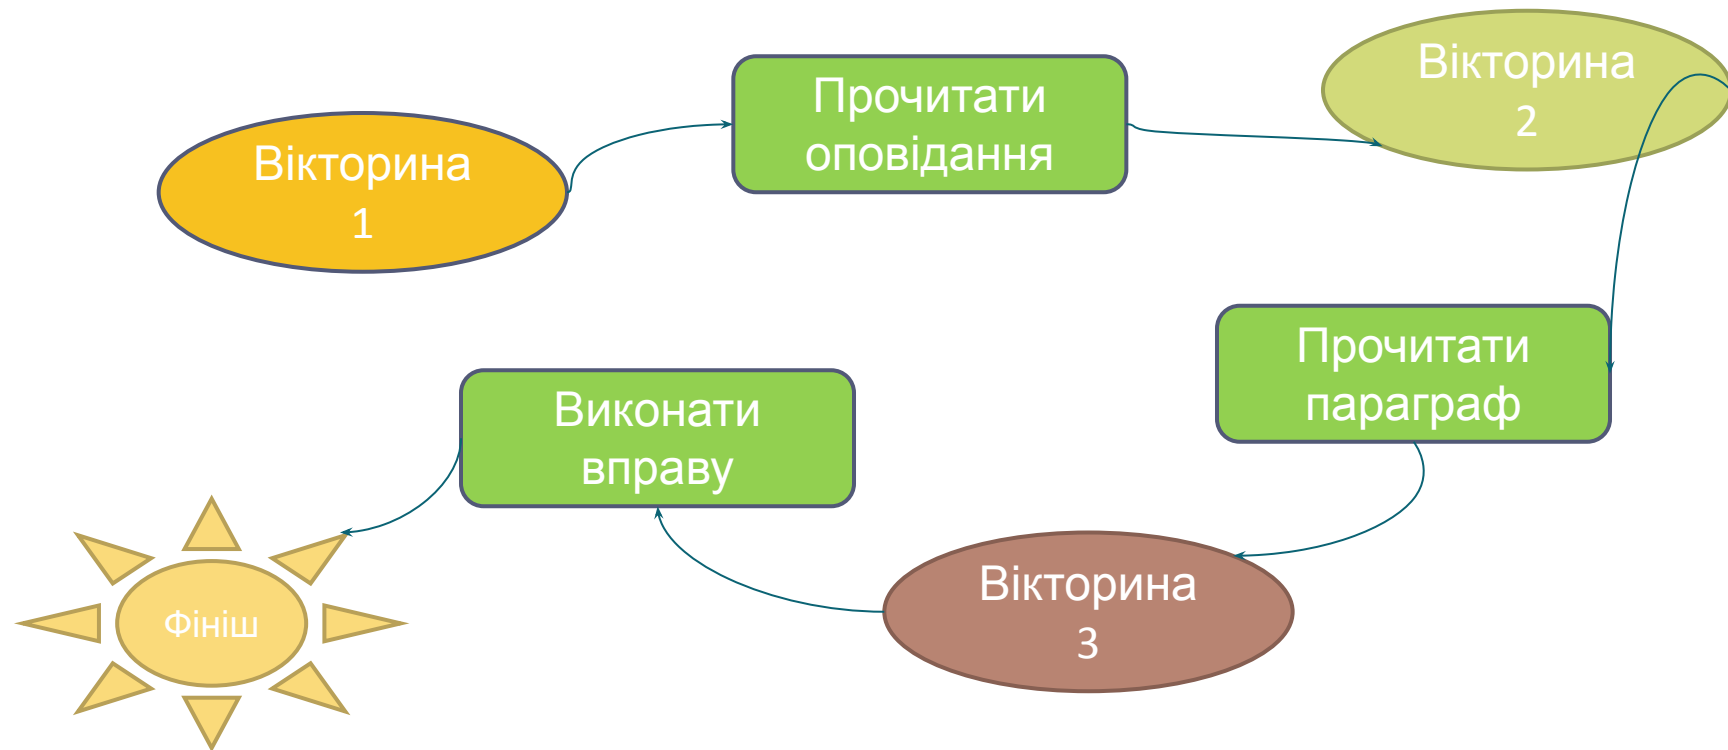 Вікторина
1
Прочитати
оповідання
Вікторина
2
Прочитати
параграф
Вікторина
3
Виконати
вправу
Фініш